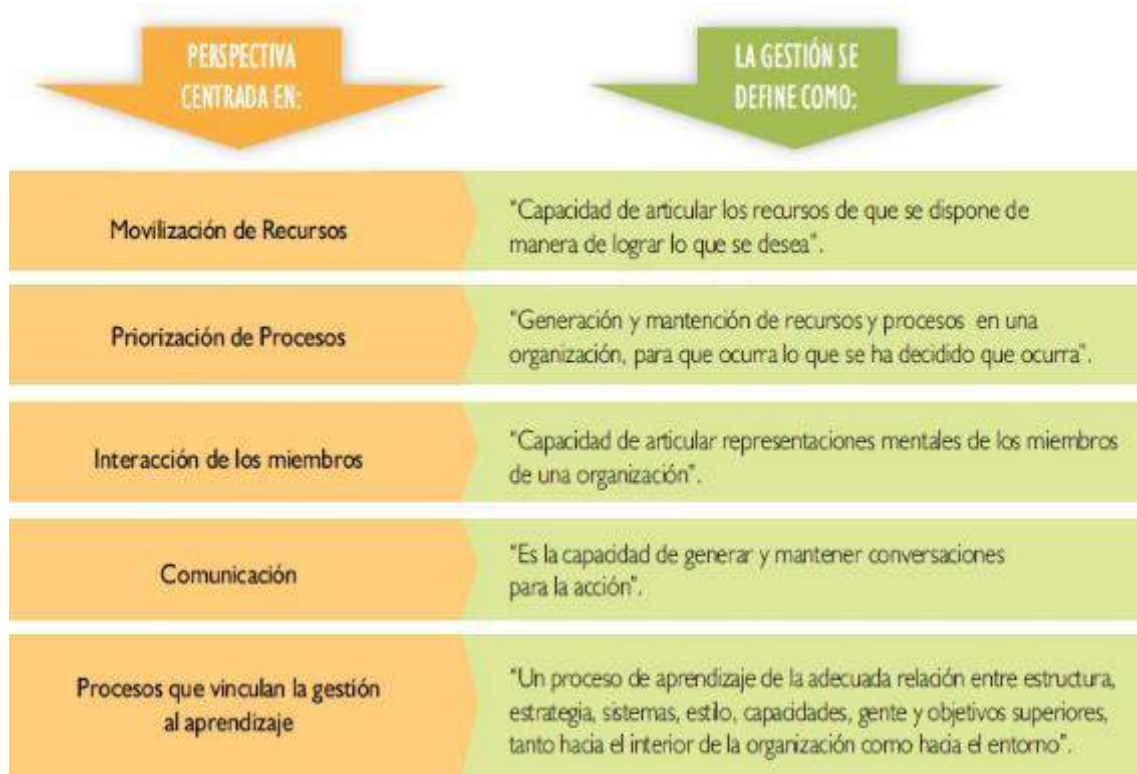 PERSPECTIVA
CENTRADA EN:
LA GESTIÓN SE
DEFINE COMO:
Movilización de Recursos
"Capacidad de articular los recursos de que se dispone de
manera de lograr lo que se desea".
Priorización de Procesos
"Generación y mantención de recursos y procesos en una
organización, para que ocurra lo que se ha decidido que ocurra".
Interacción de los miembros
"Capacidad de articular representaciones mentales de los miembros
de una organización".
Comunicación
"Es la capacidad de generar y mantener conversaciones
para la acción".
Procesos que vinculan la gestión
al aprendizaje
"Un proceso de aprendizaje de la adecuada relación entre estructura,
estrategia, sistemas, estilo, capacidades, gente y objetivos superiores,
tanto hacia el interior de la organización como hacia el entorno".